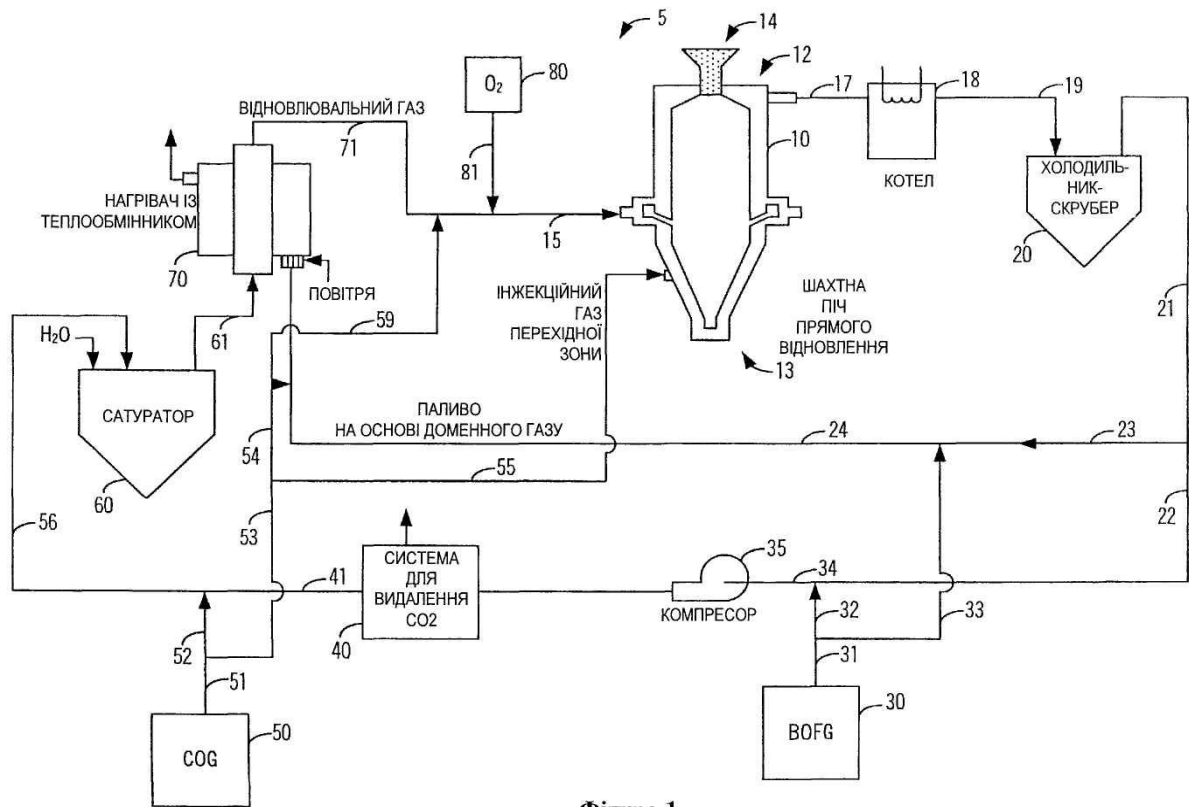 5
14
80
12
O₂
17
18
19
ВІДНОВЛЮВАЛЬНИЙ ГАЗ
71
81
10
КОТЕЛ
ХОЛОДИЛЬ-
НИК-
СКРУБЕР
20
НАГРІВАЧ ІЗ
ТЕПЛООБМІННИКОМ
70
15
ПОВІТРЯ
ІНЖЕКЦІЙНИЙ
ГАЗ
ПЕРЕХІДНОЇ
ЗОНИ
ШАХТНА
ПІЧ
ПРЯМОГО
ВІДНОВЛЕННЯ
21
H₂O
61
59
13
САТУРАТОР
60
ПАЛИВО
НА ОСНОВІ ДОМЕННОГО ГАЗУ
24
23
54
55
22
56
53
41
СИСТЕМА
ДЛЯ
ВИДАЛЕННЯ
CO2
40
35
КОМПРЕСОР
34
32
33
52
51
31
COG
50
BOFG
30